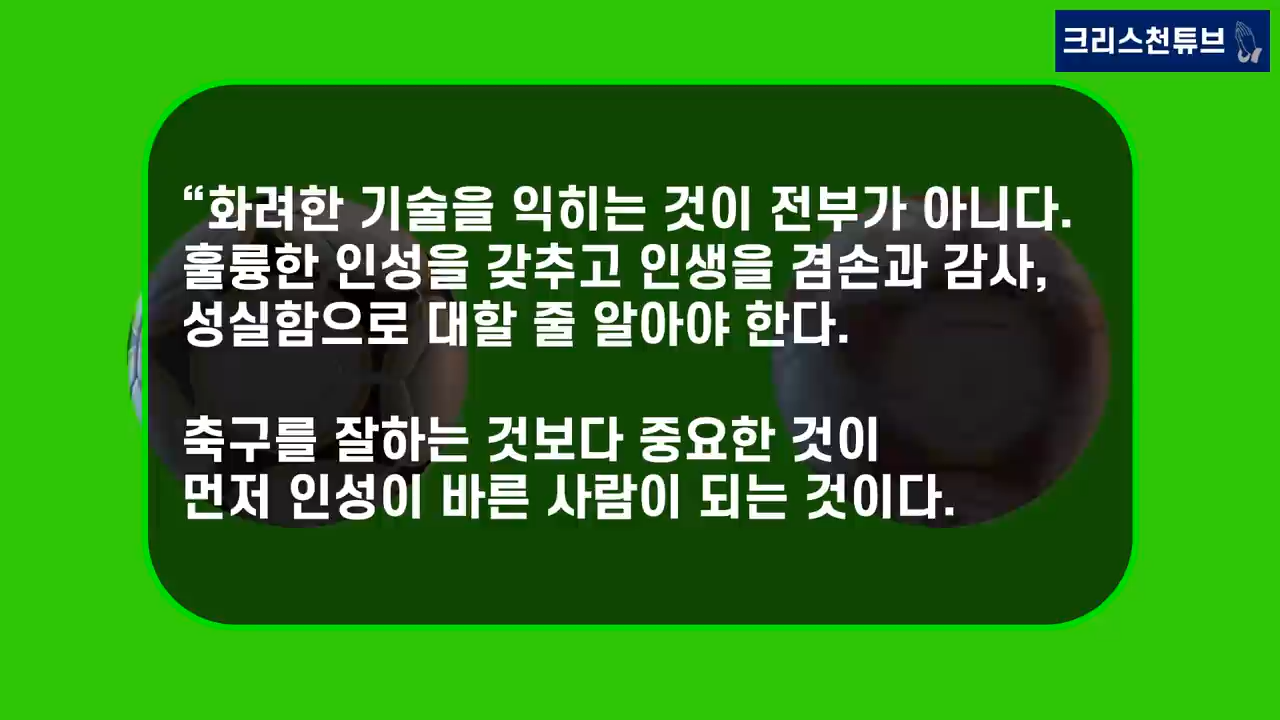 크리스천튜브
“화려한 기술을 익히는 것이 전부가 아니다.
훌륭한 인성을 갖추고 인생을 겸손과 감사,
성실함으로 대할 줄 알아야 한다.
축구를 잘하는 것보다 중요한 것이
먼저 인성이 바른 사람이 되는 것이다.